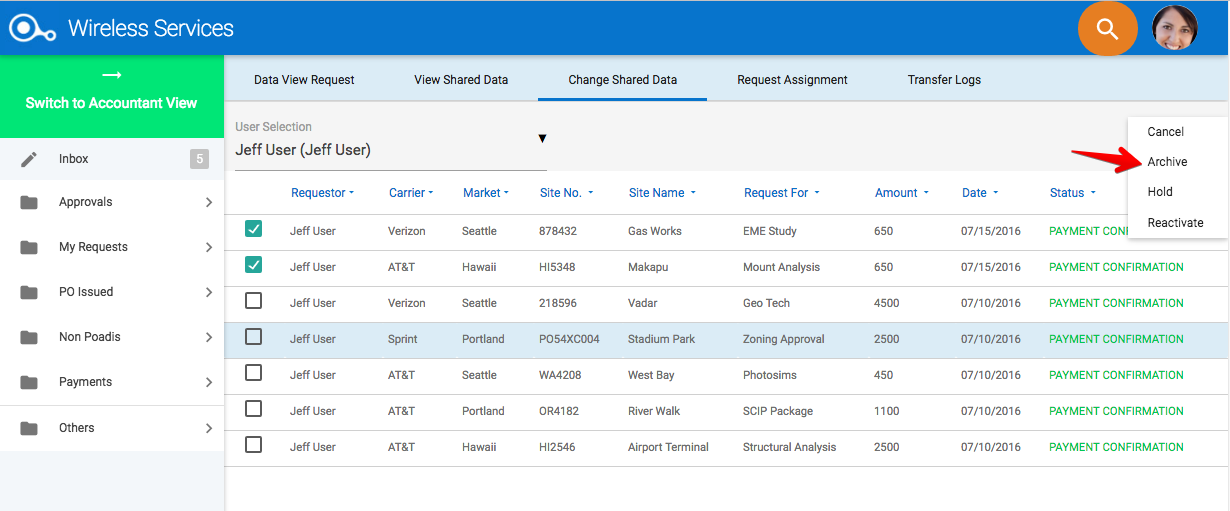 Wireless Services
Switch to Accountant View
Inbox 5
Approvals
My Requests
PO Issued
Non Poadis
Payments
Others
Data View Request View Shared Data Change Shared Data Request Assignment Transfer Logs
User Selection
Jeff User (Jeff User)
Cancel
Archive
Hold
Reactivate
Requestor Carrier Market Site No. Site Name Request For Amount Date Status
Jeff User Verizon Seattle 878432 Gas Works EME Study 650 07/15/2016 PAYMENT CONF
Jeff User AT&T Hawaii HI5348 Makapu Mount Analysis 650 07/15/2016 PAYMENT CONFIRMATION
Jeff User Verizon Seattle 218596 Vadar Geo Tech 4500 07/10/2016 PAYMENT CONFIRMATION
Jeff User Sprint Portland PO54XC004 Stadium Park Zoning Approval 2500 07/10/2016 PAYMENT CONFIRMATION
Jeff User AT&T Seattle WA4208 West Bay Photosims 450 07/10/2016 PAYMENT CONFIRMATION
Jeff User AT&T Portland OR4182 River Walk SCIP Package 1100 07/10/2016 PAYMENT CONFIRMATION
Jeff User AT&T Hawaii HI2546 Airport Terminal Structural Analysis 2500 07/10/2016 PAYMENT CONFIRMATION